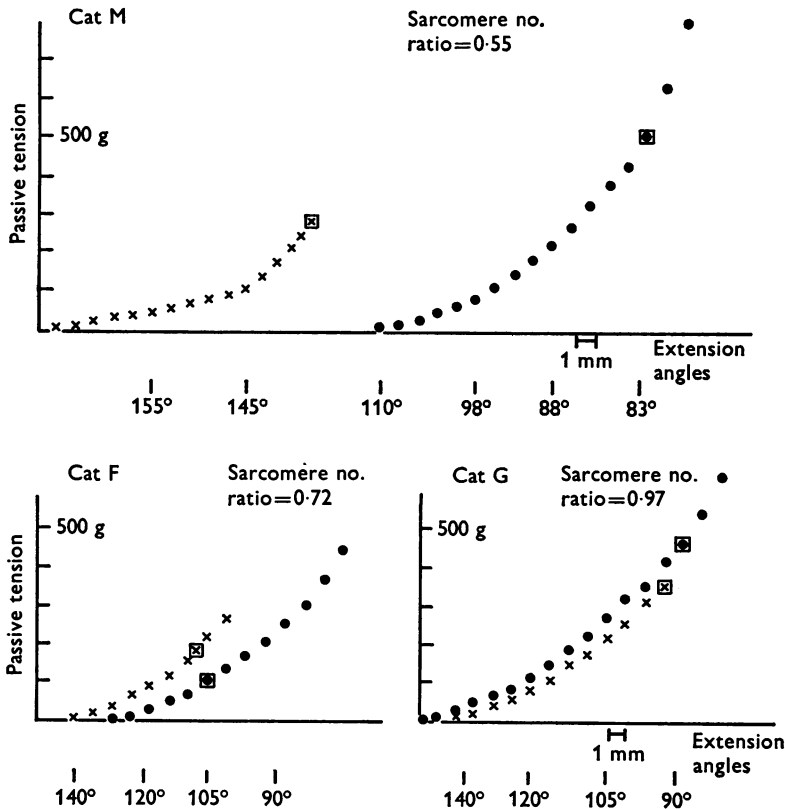 Cat M
Sarcomere no.
ratio=0·55
Passive tension
500 g
1 mm
Extension
angles
155°
145°
110°
98°
88°
83°
Cat F
Sarcomere no.
ratio=0·72
Passive tension
500 g
140°
120°
105°
90°
Cat G
Sarcomere no.
ratio=0·97
500 g
1 mm
Extension
angles
140°
120°
105°
90°